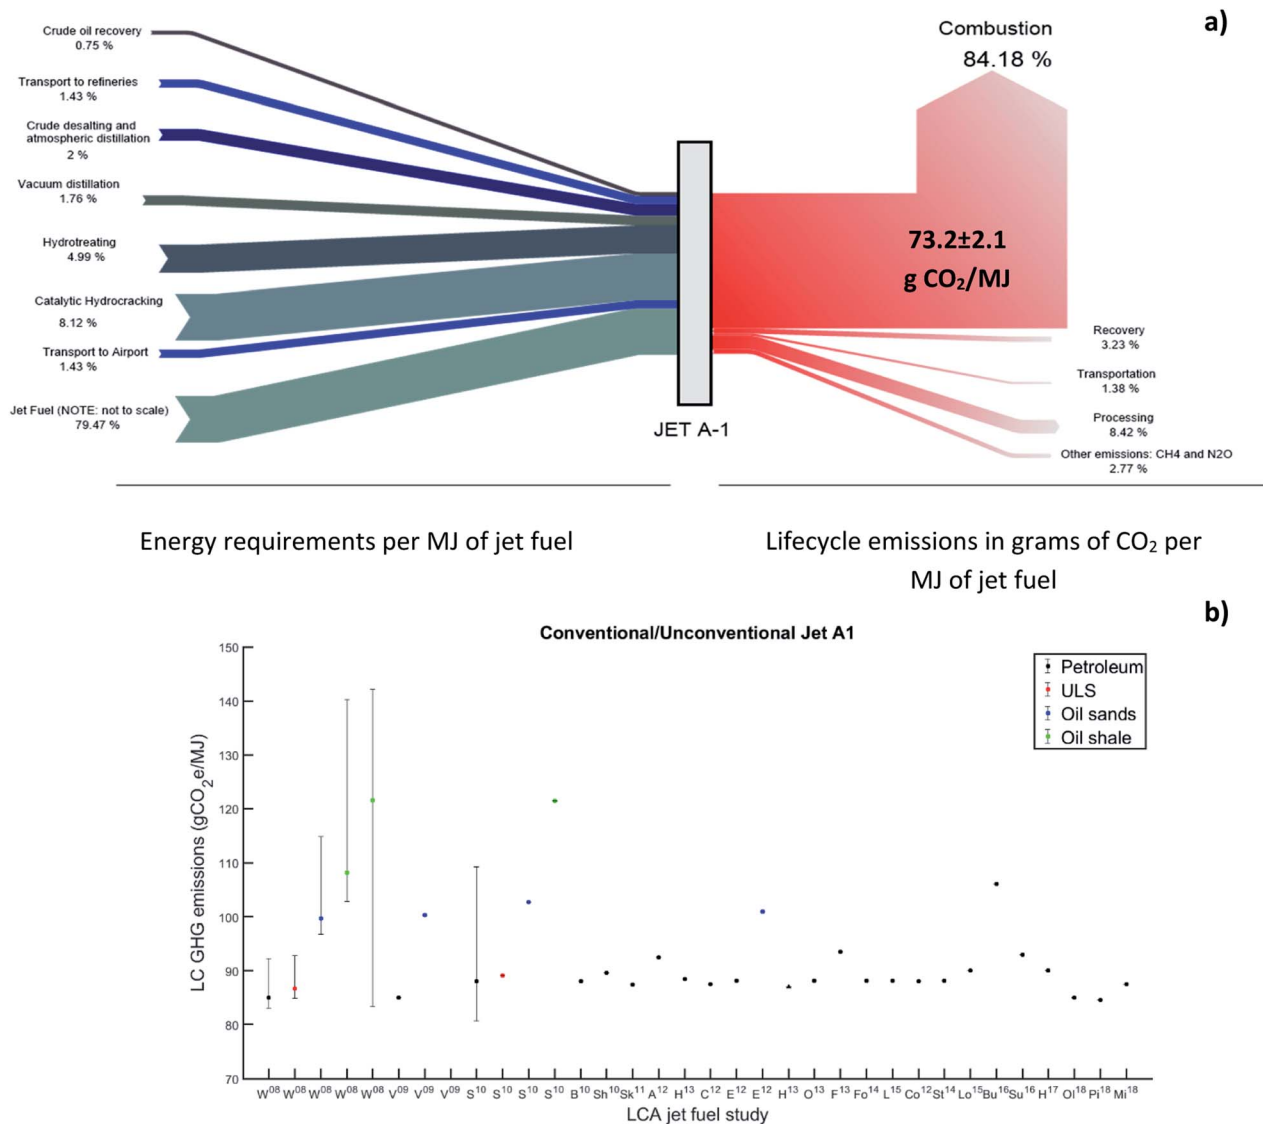 a)
Crude oil recovery
0.75 %
Transport to refineries
1.43 %
Crude desalting and
atmospheric distillation
2 %
Vacuum distillation
1.76 %
Hydrotreating
4.99 %
Catalytic Hydrocracking
8.12 %
Transport to Airport
1.43 %
Jet Fuel (NOTE: not to scale)
79.47 %
JET A-1
Combustion
84.18 %
73.2±2.1
g CO₂/MJ
Recovery
3.23 %
Transportation
1.38 %
Processing
8.42 %
Other emissions: CH4 and N2O
2.77 %
Energy requirements per MJ of jet fuel
Lifecycle emissions in grams of CO₂ per
MJ of jet fuel
b)
Conventional/Unconventional Jet A1
Petroleum
ULS
Oil sands
Oil shale
LC GHG emissions (gCO₂e/MJ)
150
140
130
120
110
100
90
80
70
W⁰⁸ W⁰⁸ W⁰⁸ W⁰⁸ W⁰⁸ V⁰⁹ V⁰⁹ V⁰⁹ S¹⁰ S¹⁰ S¹⁰ S¹⁰ B¹⁰ Sh¹⁰ Sk¹¹ A¹² H¹³ C¹² E¹² E¹² H¹³ O¹³ F¹³ Fo¹⁴ L¹⁵ Co¹² St¹⁴ Lo¹⁵ Bu¹⁶ Su¹⁶ H¹⁷ Ol¹⁸ Pi¹⁸ Mi¹⁸
LCA jet fuel study